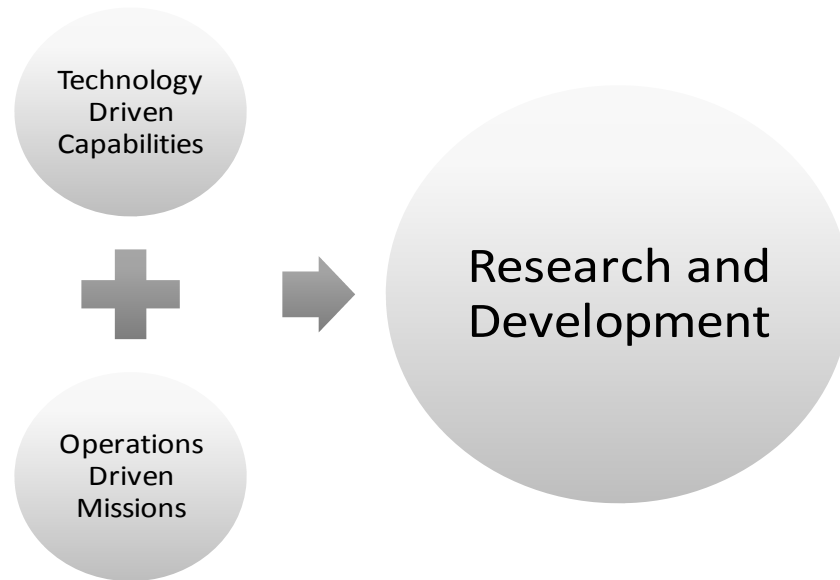 Technology
Driven
Capabilities
Operations
Driven
Missions
Research and
Development